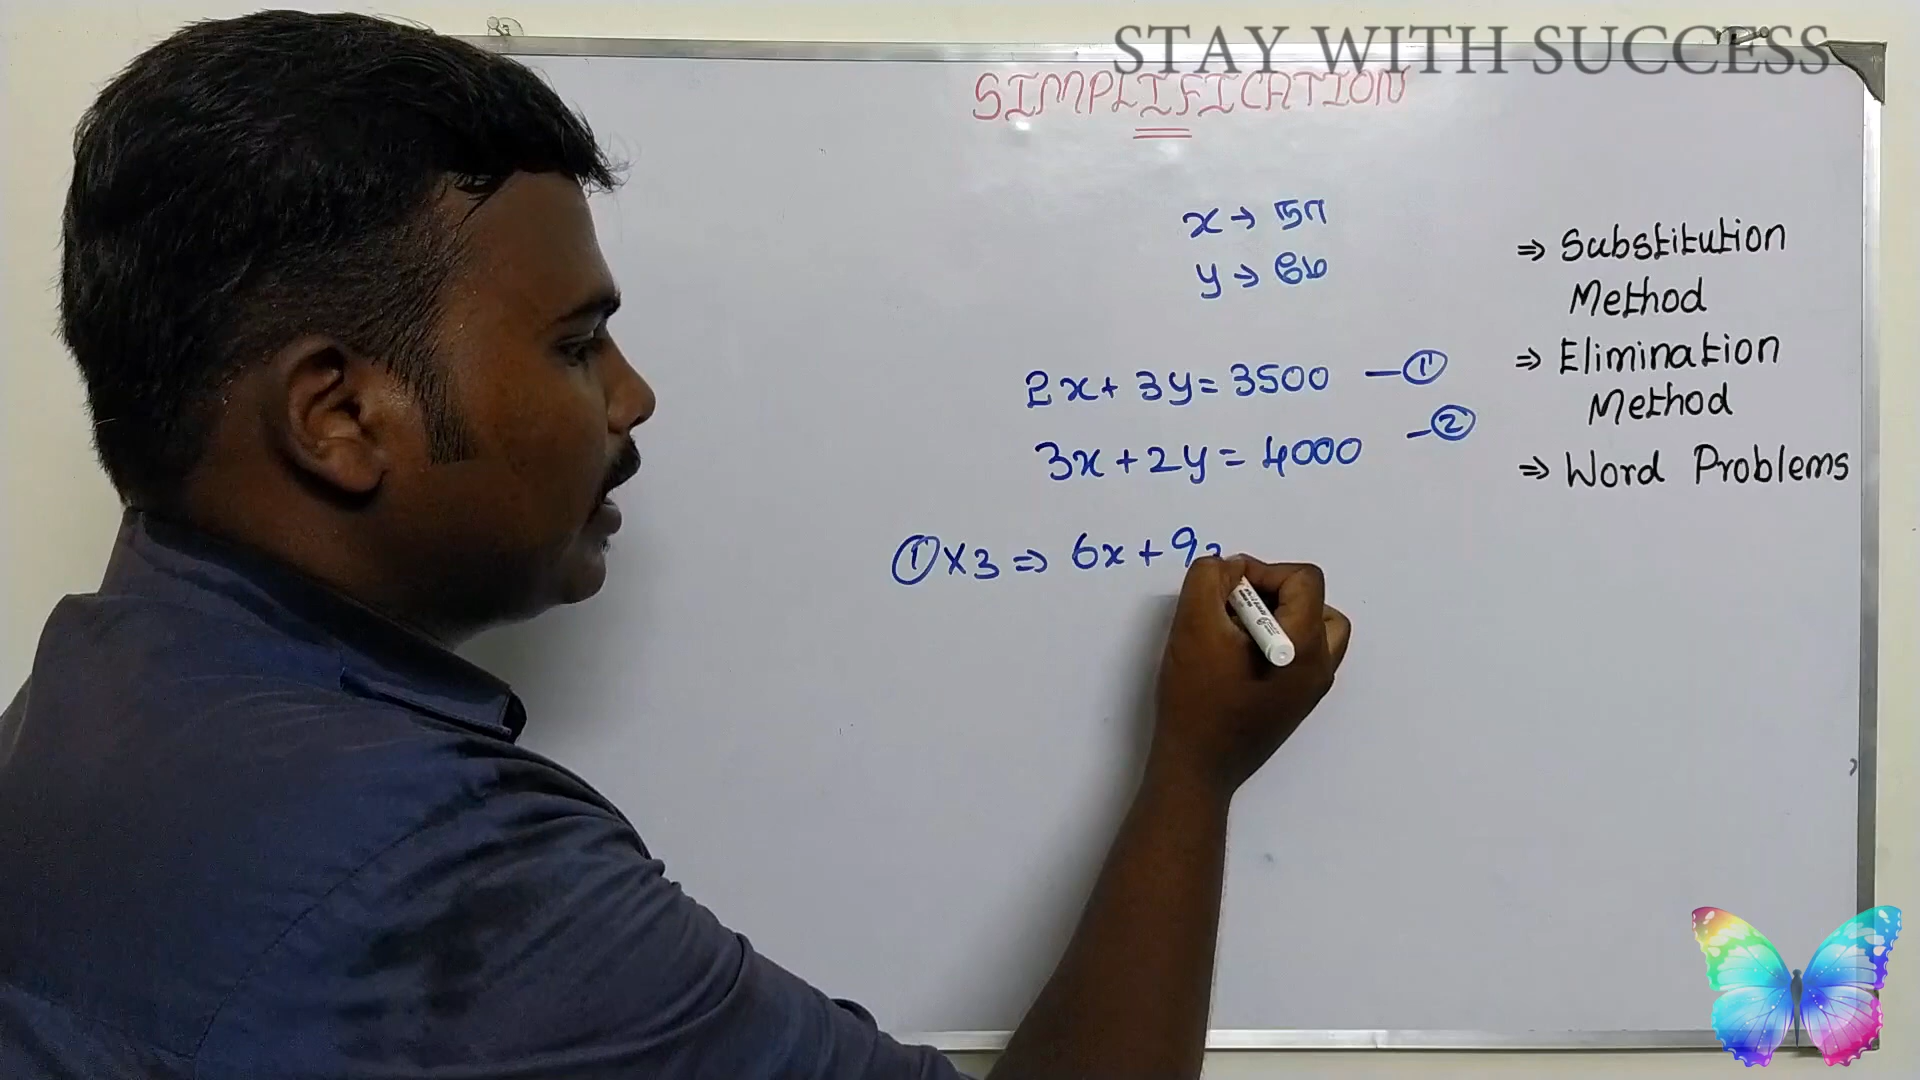 STAY WITH SUCCESS
SIMPLIFICATION
x → நா
y → மே
2x + 3y = 3500 — ①
3x + 2y = 4000 — ②
① X 3 ⇒ 6x + 9
⇒ Substitution
Method
⇒ Elimination
Method
⇒ Word Problems